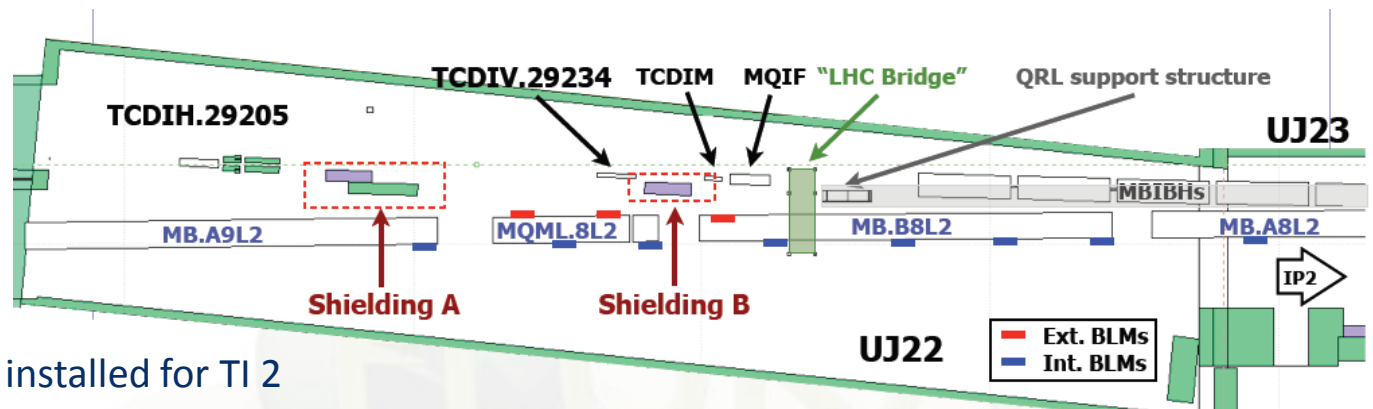 TCDIV.29234 TCDIM MQIF “LHC Bridge” QRL support structure
TCDIH.29205
UJ23
MBIBHs
MB.A9L2 MQML.8L2 MB.B8L2 MB.A8L2
IP2
Shielding A Shielding B
UJ22
Ext. BLMs
Int. BLMs
installed for TI 2